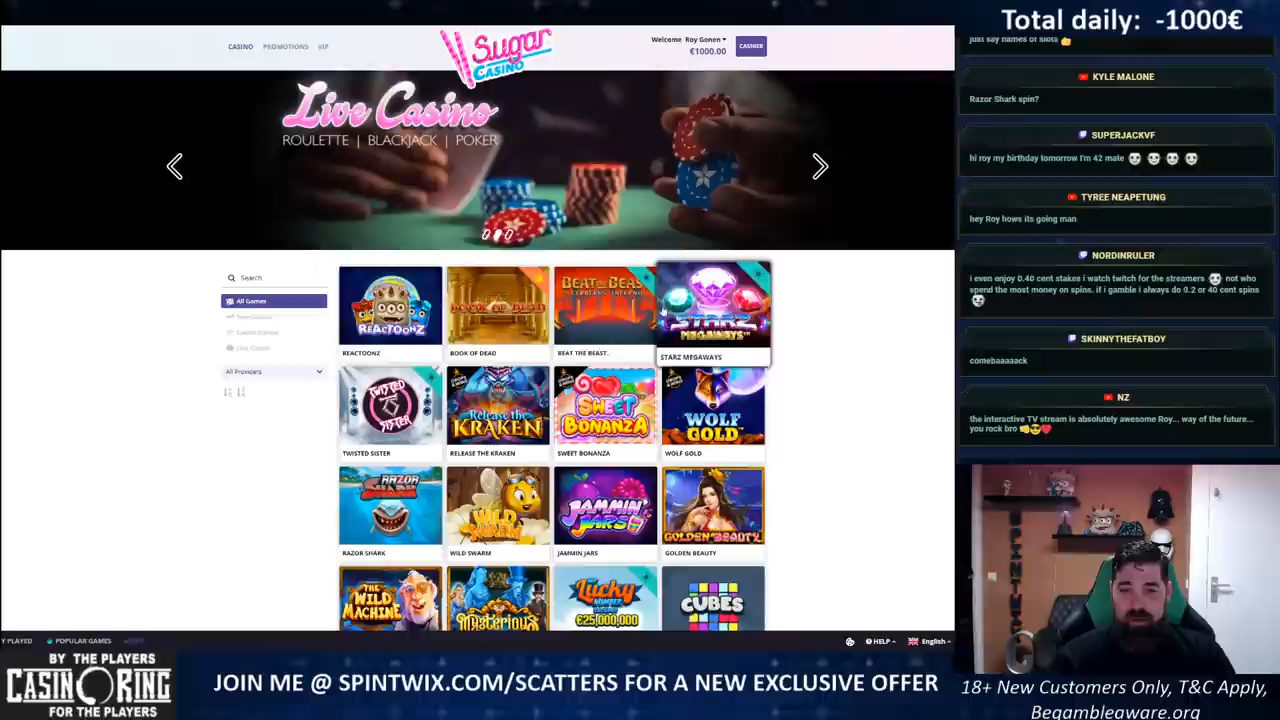 CASINO PROMOTIONS VIP
Sugar
CASINO
Welcome Roy Gonen
€1000.00
CASHIER
Live Casino
ROULETTE | BLACKJACK | POKER
Search
All Games
Casino Games
Live Casino
All Providers
REACTOONZ
BOOK OF DEAD
BEAT THE BEAST
CERBERUS INFERNO
STARZ
MEGAWAYS™
REACTOONZ
BOOK OF DEAD
BEAT THE BEAST..
STARZ MEGAWAYS
TWISTED
SISTER
Release the
KRAKEN
SWEET
BONANZA
WOLF
GOLD
TWISTED SISTER
RELEASE THE KRAKEN
SWEET BONANZA
WOLF GOLD
RAZOR
SHARK
WILD
SWARM
JAMMIN'
JARS
GOLDEN BEAUTY
RAZOR SHARK
WILD SWARM
JAMMIN JARS
GOLDEN BEAUTY
THE
WILD
MACHINE
Mysterious
Lucky
€25,000,000
CUBES
Y PLAYED
POPULAR GAMES
HELP
English
Total daily: -1000€
just say names of slots
KYLE MALONE
Razor Shark spin?
SUPERJACKVF
hi roy my birthday tomorrow I'm 42 mate
TYREE NEAPETUNG
hey Roy hows its going man
NORDINRULER
i even enjoy 0.40 cent stakes i watch twitch for the streamers not who
spend the most money on spins. if i gamble i always do 0.2 or 40 cent spins
SKINNYTHEFATBOY
comebaaaaack
NZ
the interactive TV stream is absolutely awesome Roy... way of the future...
you rock bro
BY THE PLAYERS
CASINORING
FOR THE PLAYERS
JOIN ME @ SPINTWIX.COM/SCATTERS FOR A NEW EXCLUSIVE OFFER
18+ New Customers Only, T&C Apply,
Begambleaware.org